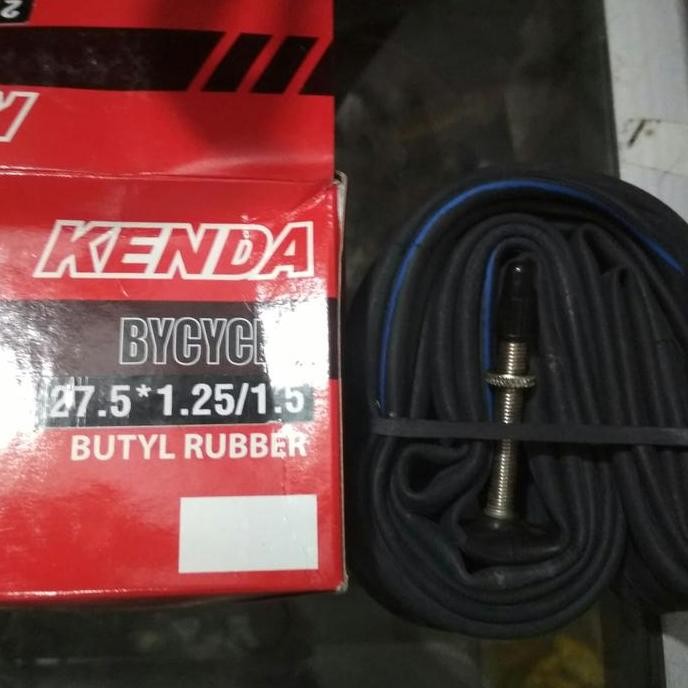 KENDA
BYCYCL
27.5*1.25/1.5
BUTYL RUBBER